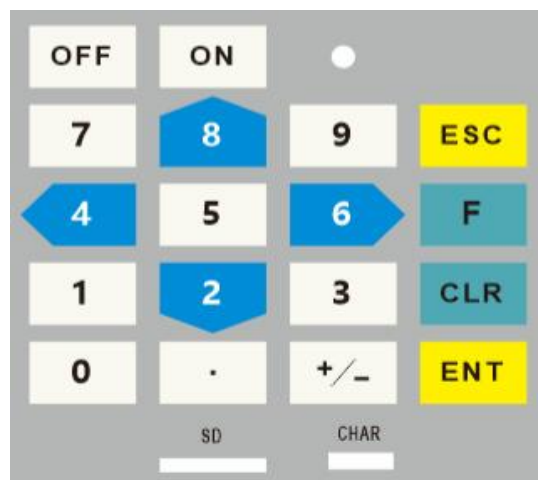 OFF ON
7 8 9 ESC
4 5 6 F
1 2 3 CLR
0 . +/- ENT
SD CHAR